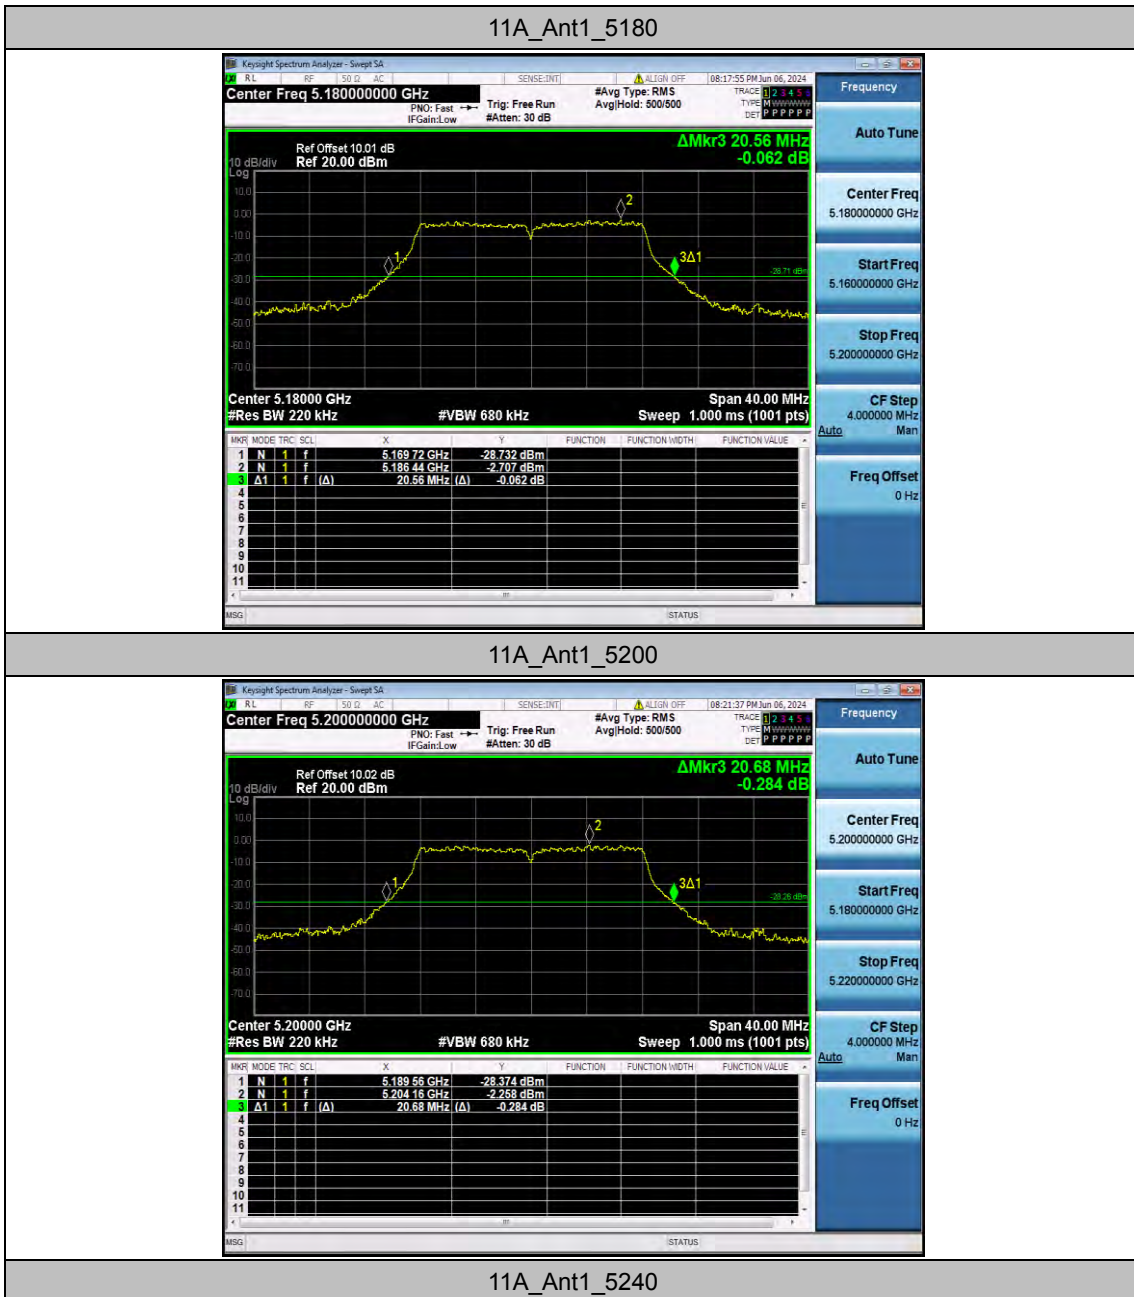 11A_Ant1_5180
Keysight Spectrum Analyzer - Swept SA
RL RF 50 Ω AC SENSE:INT ALIGN OFF 08:17:55 PM Jun 06, 2024
Center Freq 5.180000000 GHz #Avg Type: RMS TRACE 1 2 3 4 5 6
PNO: Fast Trig: Free Run Avg|Hold: 500/500 TYPE M WWWWW
IFGain:Low #Atten: 30 dB DET P P P P P P
Frequency
Auto Tune
ΔMkr3 20.56 MHz
-0.062 dB
Ref Offset 10.01 dB
10 dB/div Ref 20.00 dBm
Log
10.0
0.00
-10.0
-20.0
-30.0
-40.0
-50.0
-60.0
-70.0
1
2
3Δ1
-28.71 dBm
Center Freq
5.180000000 GHz
Start Freq
5.160000000 GHz
Stop Freq
5.200000000 GHz
CF Step
4.000000 MHz
Auto Man
Freq Offset
0 Hz
Center 5.18000 GHz Span 40.00 MHz
#Res BW 220 kHz #VBW 680 kHz Sweep 1.000 ms (1001 pts)
MKR MODE TRC SCL X Y FUNCTION FUNCTION WIDTH FUNCTION VALUE
1 N 1 f 5.169 72 GHz -28.732 dBm
2 N 1 f 5.186 44 GHz -2.707 dBm
3 Δ1 1 f (Δ) 20.56 MHz (Δ) -0.062 dB
4
5
6
7
8
9
10
11
MSG STATUS
11A_Ant1_5200
Keysight Spectrum Analyzer - Swept SA
RL RF 50 Ω AC SENSE:INT ALIGN OFF 08:21:37 PM Jun 06, 2024
Center Freq 5.200000000 GHz #Avg Type: RMS TRACE 1 2 3 4 5 6
PNO: Fast Trig: Free Run Avg|Hold: 500/500 TYPE M WWWWW
IFGain:Low #Atten: 30 dB DET P P P P P P
Frequency
Auto Tune
ΔMkr3 20.68 MHz
-0.284 dB
Ref Offset 10.02 dB
10 dB/div Ref 20.00 dBm
Log
10.0
0.00
-10.0
-20.0
-30.0
-40.0
-50.0
-60.0
-70.0
1
2
3Δ1
-28.26 dBm
Center Freq
5.200000000 GHz
Start Freq
5.180000000 GHz
Stop Freq
5.220000000 GHz
CF Step
4.000000 MHz
Auto Man
Freq Offset
0 Hz
Center 5.20000 GHz Span 40.00 MHz
#Res BW 220 kHz #VBW 680 kHz Sweep 1.000 ms (1001 pts)
MKR MODE TRC SCL X Y FUNCTION FUNCTION WIDTH FUNCTION VALUE
1 N 1 f 5.189 56 GHz -28.374 dBm
2 N 1 f 5.204 16 GHz -2.258 dBm
3 Δ1 1 f (Δ) 20.68 MHz (Δ) -0.284 dB
4
5
6
7
8
9
10
11
MSG STATUS
11A_Ant1_5240